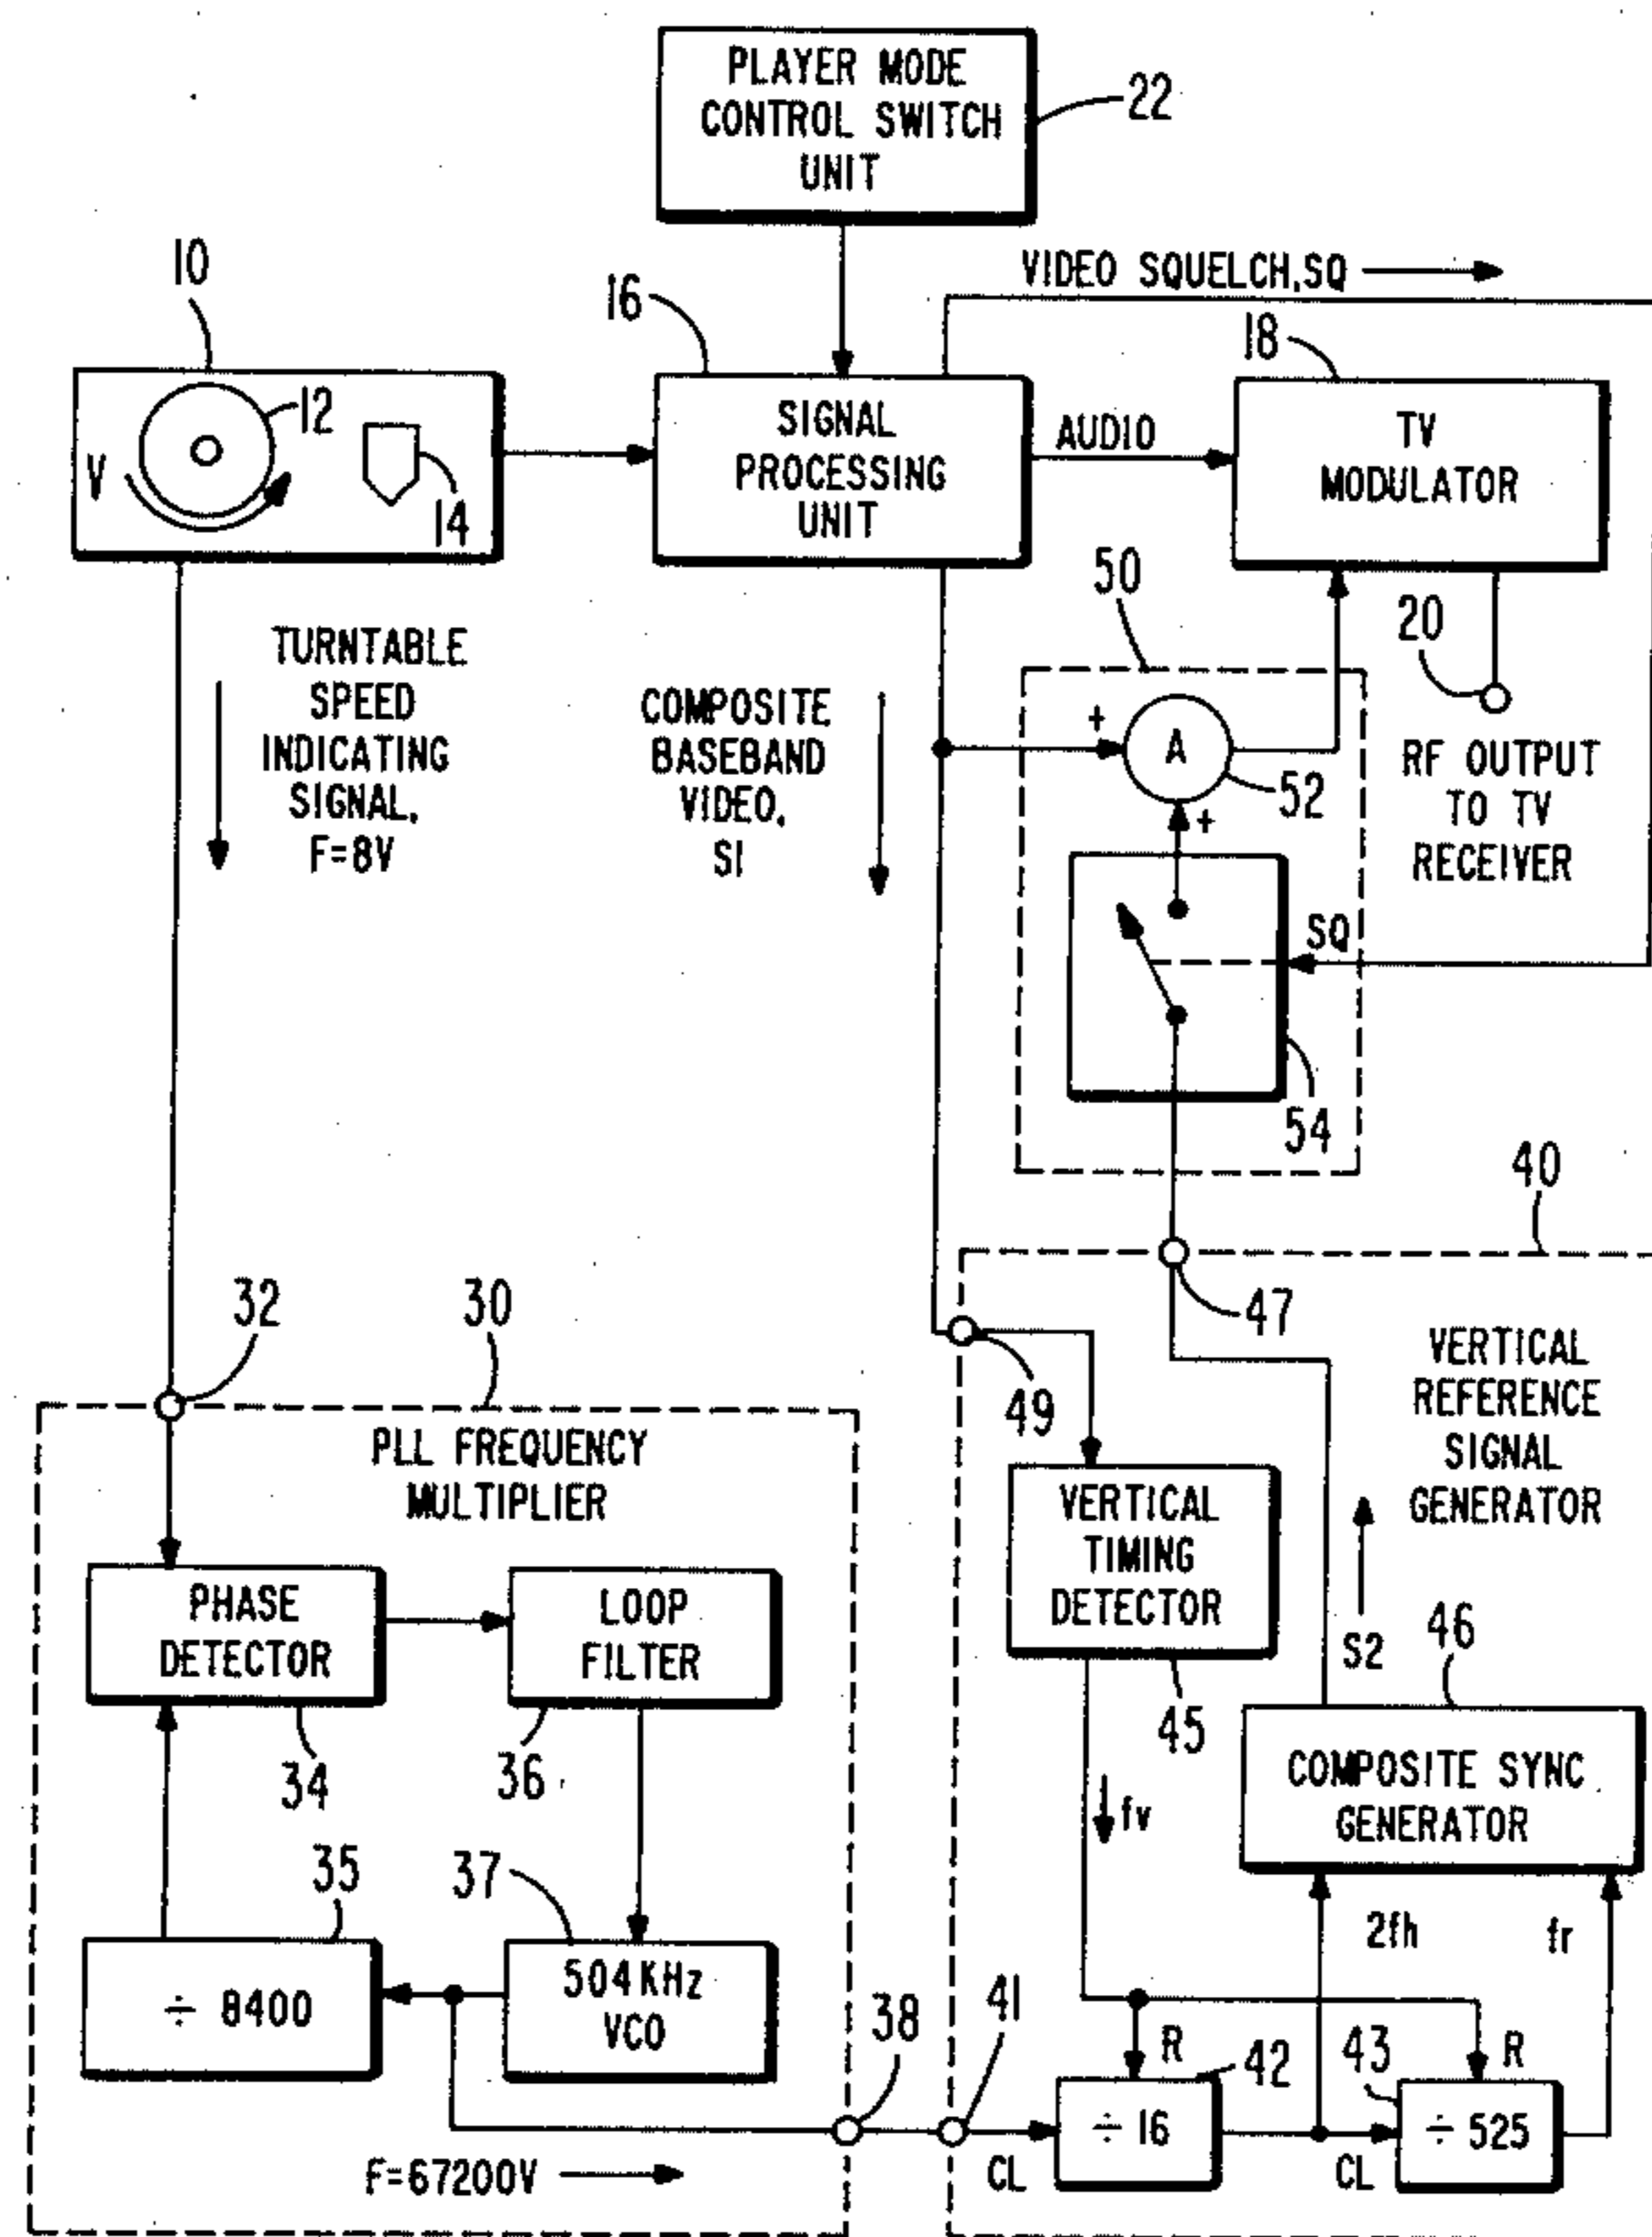 PLAYER MODE
CONTROL SWITCH
UNIT
22
VIDEO SQUELCH,SQ
10
16
18
12
V
14
SIGNAL
PROCESSING
UNIT
AUDIO
TV
MODULATOR
50
20
TURNTABLE
SPEED
INDICATING
SIGNAL,
F=8V
COMPOSITE
BASEBAND
VIDEO,
S1
+
A
52
+
RF OUTPUT
TO TV
RECEIVER
SQ
54
40
32
30
47
49
VERTICAL
REFERENCE
SIGNAL
GENERATOR
PLL FREQUENCY
MULTIPLIER
VERTICAL
TIMING
DETECTOR
PHASE
DETECTOR
LOOP
FILTER
S2
46
45
34
36
COMPOSITE SYNC
GENERATOR
fv
35
37
2fh
fr
÷ 8400
504KHz
VCO
38
41
R
42
43
R
÷ 16
÷ 525
CL
CL
F=67200V